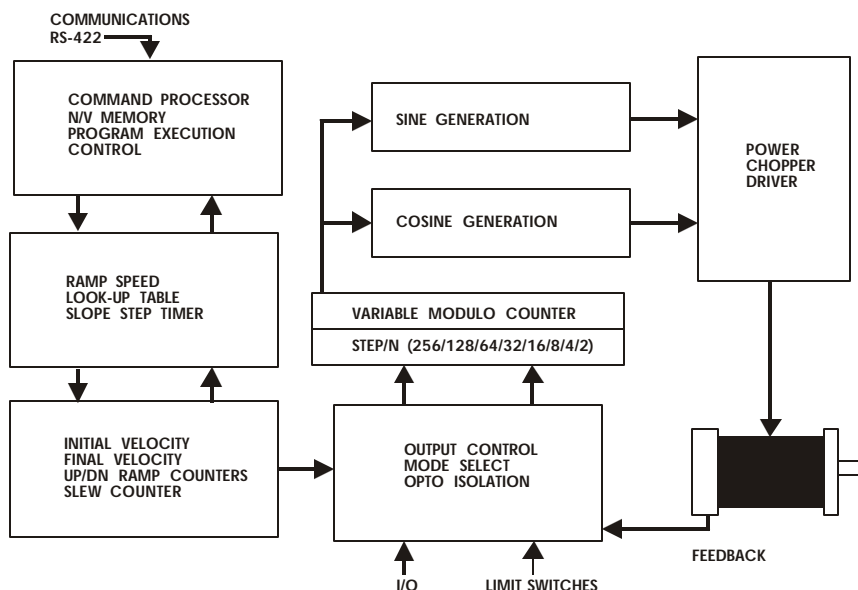 COMMUNICATIONS
RS-422
COMMAND PROCESSOR
N/V MEMORY
PROGRAM EXECUTION
CONTROL
RAMP SPEED
LOOK-UP TABLE
SLOPE STEP TIMER
INITIAL VELOCITY
FINAL VELOCITY
UP/DN RAMP COUNTERS
SLEW COUNTER
SINE GENERATION
COSINE GENERATION
VARIABLE MODULO COUNTER
STEP/N (256/128/64/32/16/8/4/2)
OUTPUT CONTROL
MODE SELECT
OPTO ISOLATION
I/O
LIMIT SWITCHES
POWER
CHOPPER
DRIVER
FEEDBACK